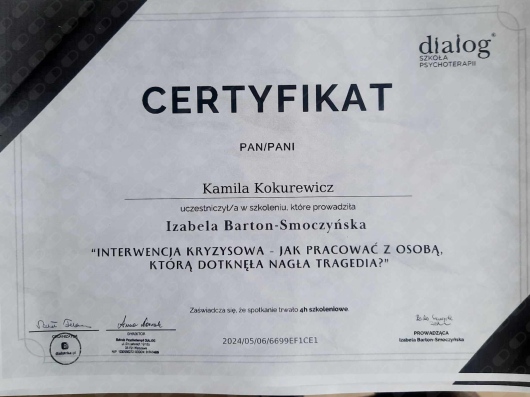 dialog
SZKOŁA
PSYCHOTERAPII
CERTYFIKAT
PAN/PANI
Kamila Kokurewicz
uczestniczył/a w szkoleniu, które prowadziła
Izabela Barton-Smoczyńska
“INTERWENCJA KRYZYSOWA - JAK PRACOWAĆ Z OSOBĄ,
KTÓRĄ DOTKNĘŁA NAGŁA TRAGEDIA?”
Zaświadcza się, że spotkanie trwało 4h szkoleniowe.
2024/05/06/6699EF1CE1
PROWADZĄCA
Izabela Barton-Smoczyńska